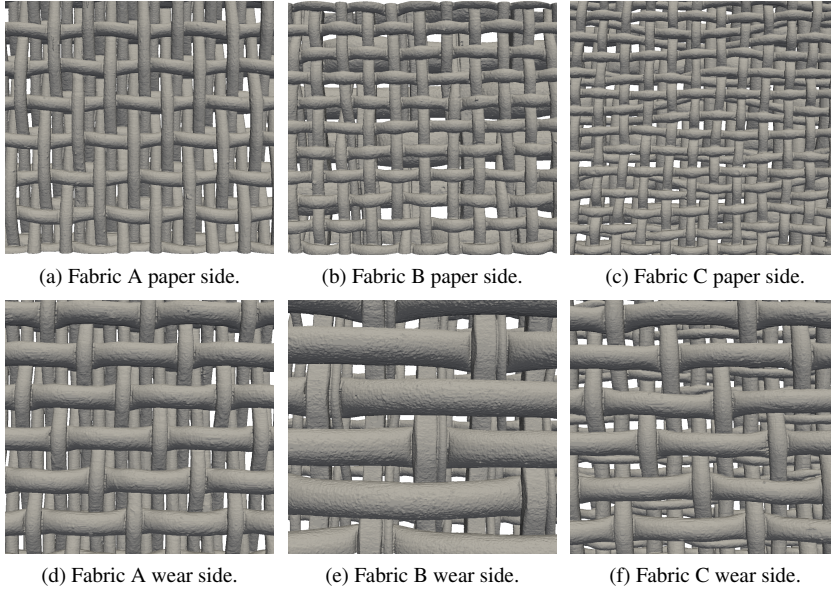 (a) Fabric A paper side.
(b) Fabric B paper side.
(c) Fabric C paper side.
(d) Fabric A wear side.
(e) Fabric B wear side.
(f) Fabric C wear side.